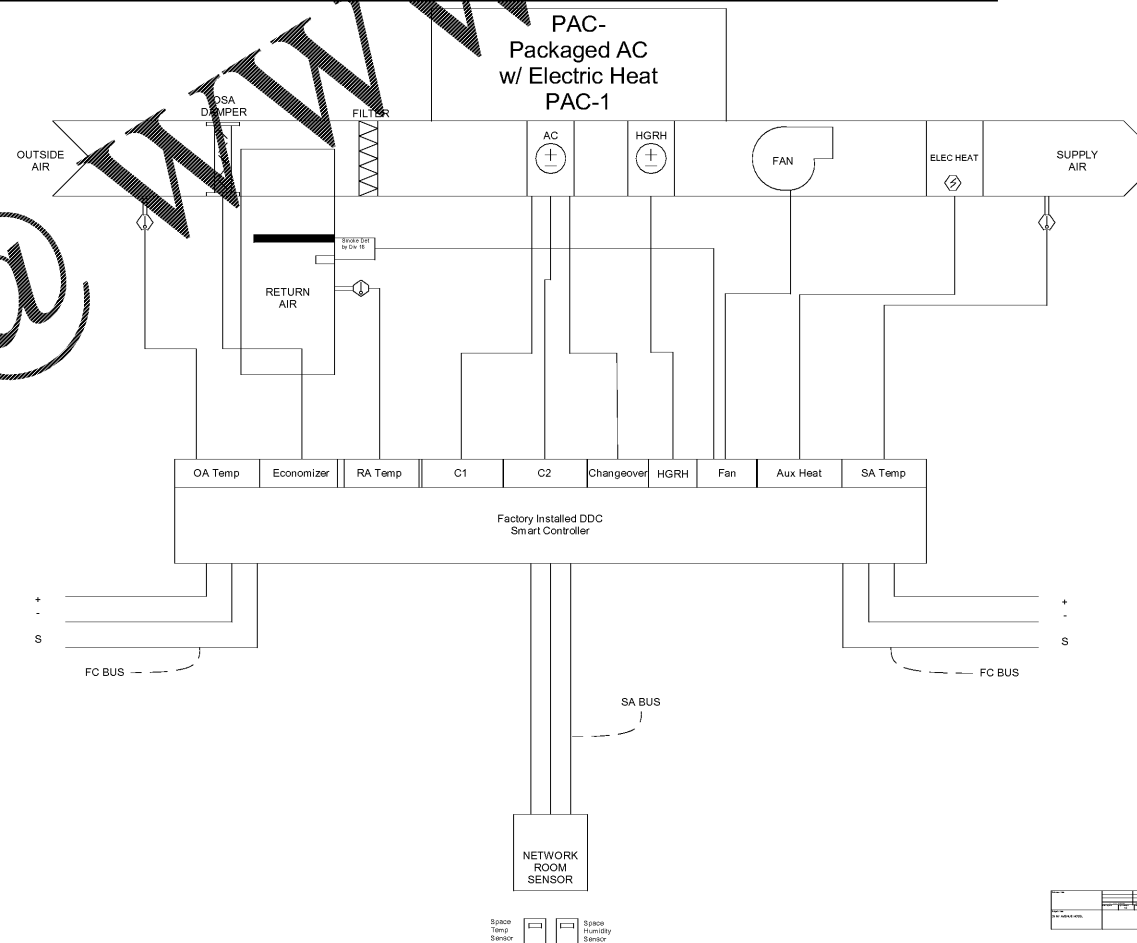 PAC-
Packaged AC
w/ Electric Heat
PAC-1
@ WWW
OSA
DAMPER
FILTER
OUTSIDE
AIR
AC
HGRH
FAN
ELEC HEAT
SUPPLY
AIR
Smoke Det
by Div 16
RETURN
AIR
OA Temp
Economizer
RA Temp
C1
C2
Changeover
HGRH
Fan
Aux Heat
SA Temp
Factory Installed DDC
Smart Controller
+
-
S
FC BUS
+
-
S
FC BUS
SA BUS
NETWORK
ROOM
SENSOR
Space
Temp
Sensor
Space
Humidity
Sensor